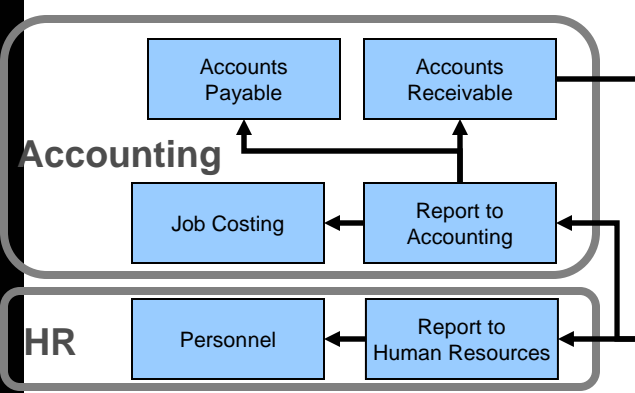 Accounts
Payable
Accounts
Receivable
Accounting
Job Costing
Report to
Accounting
HR
Personnel
Report to
Human Resources